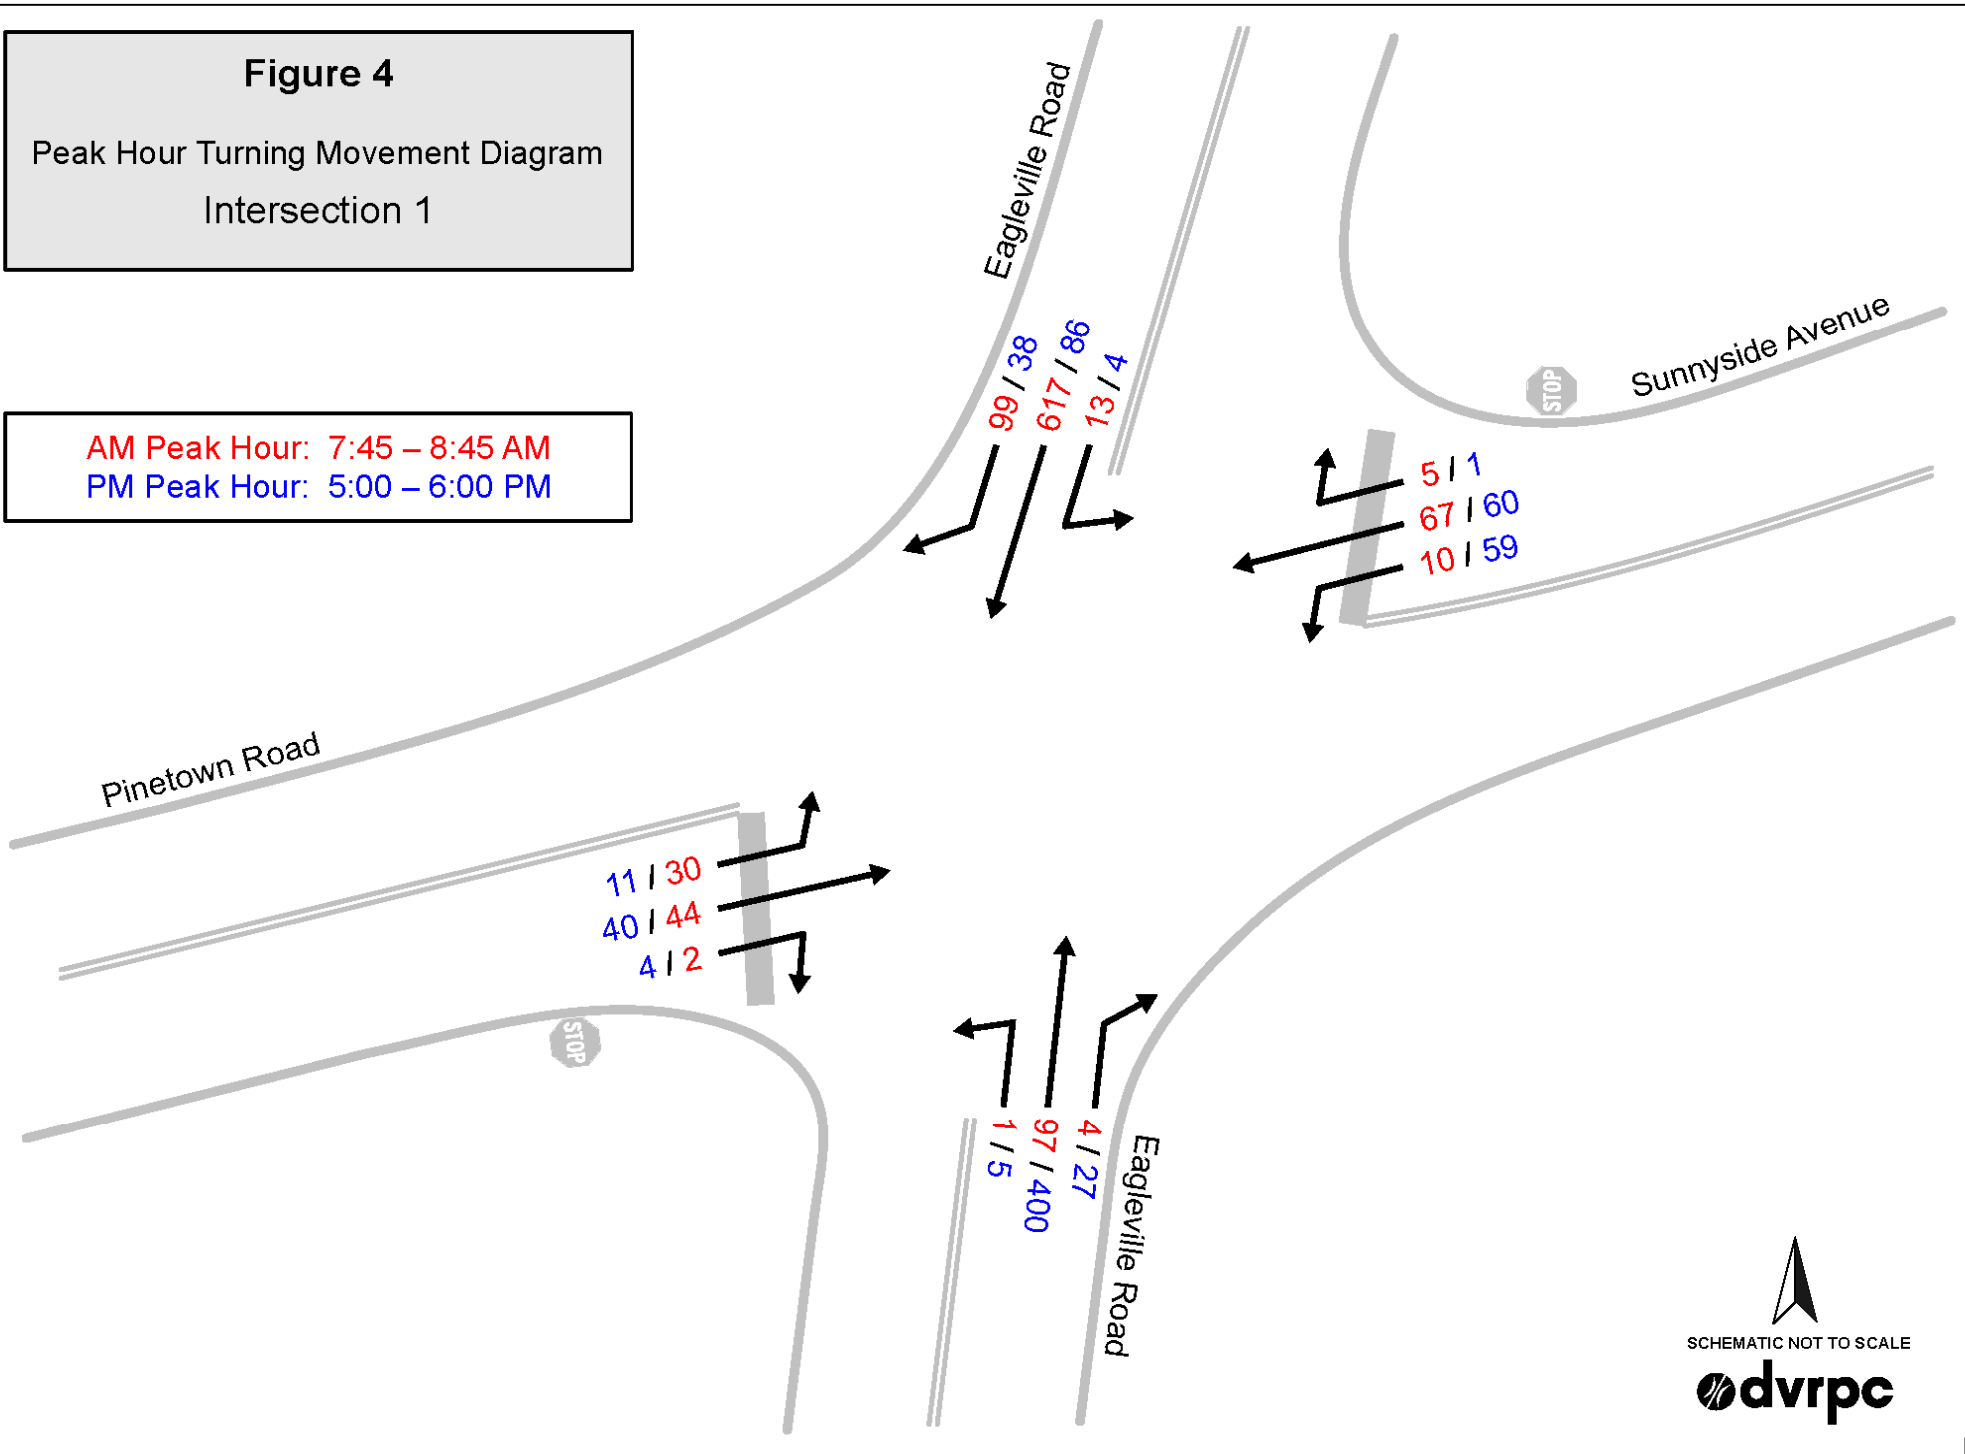 Figure 4
Peak Hour Turning Movement Diagram
Intersection 1
AM Peak Hour: 7:45 – 8:45 AM
PM Peak Hour: 5:00 – 6:00 PM
Eagleville Road
99 / 38
617 / 86
13 / 4
Sunnyside Avenue
STOP
5 / 1
67 / 60
10 / 59
Pinetown Road
11 / 30
40 / 44
4 / 2
STOP
1 / 5
97 / 400
4 / 27
Eagleville Road
SCHEMATIC NOT TO SCALE
dvrpc